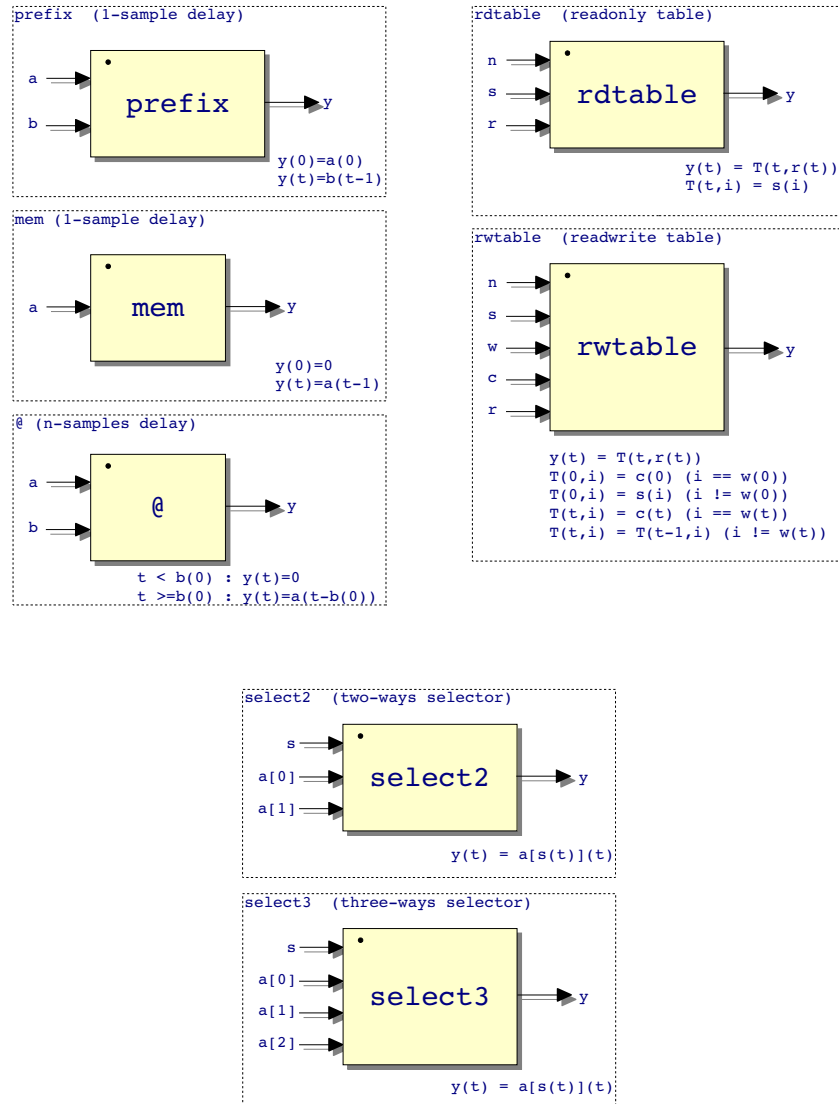 prefix (1-sample delay)
a
b
prefix
y
y(0)=a(0)
y(t)=b(t-1)
mem (1-sample delay)
a
mem
y
y(0)=0
y(t)=a(t-1)
@ (n-samples delay)
a
b
@
y
t < b(0) : y(t)=0
t >=b(0) : y(t)=a(t-b(0))
rdtable (readonly table)
n
s
r
rdtable
y
y(t) = T(t,r(t))
T(t,i) = s(i)
rwtable (readwrite table)
n
s
w
c
r
rwtable
y
y(t) = T(t,r(t))
T(0,i) = c(0) (i == w(0))
T(0,i) = s(i) (i != w(0))
T(t,i) = c(t) (i == w(t))
T(t,i) = T(t-1,i) (i != w(t))
select2 (two-ways selector)
s
a[0]
a[1]
select2
y
y(t) = a[s(t)](t)
select3 (three-ways selector)
s
a[0]
a[1]
a[2]
select3
y
y(t) = a[s(t)](t)